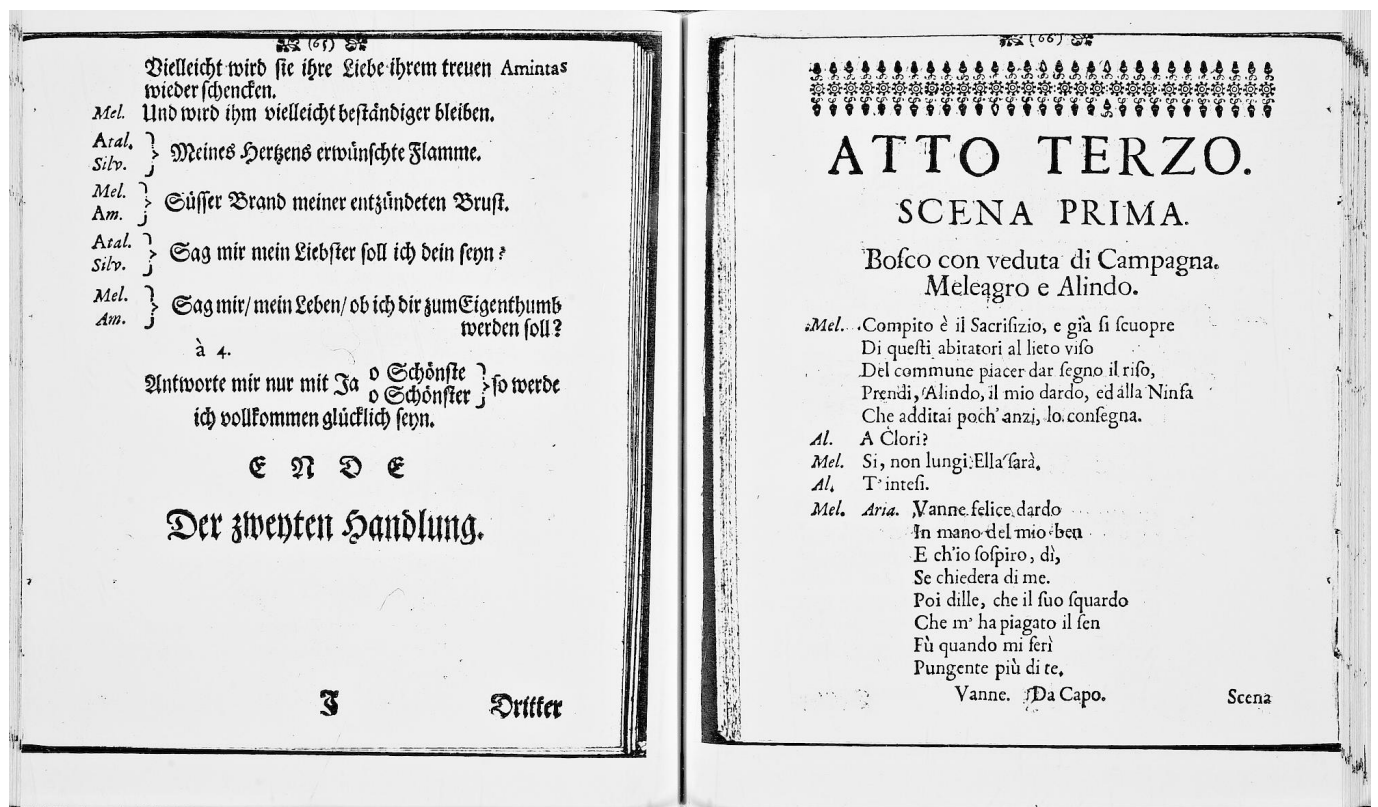 (65)
Vielleicht wird sie ihre Liebe ihrem treuen Amintas
wieder schencken.
Mel. Und wird ihm vielleicht beständiger bleiben.
Atal.
Silv. } Meines Hertzens erwünschte Flamme.
Mel.
Am. } Süsser Brand meiner entzündeten Brust.
Atal.
Silv. } Sag mir mein Liebster soll ich dein seyn?
Mel.
Am. } Sag mir/ mein Leben/ ob ich dir zum Eigenthumb
werden soll?
à 4.
Antworte mir nur mit Ja { o Schönste
o Schönster } so werde
ich vollkommen glücklich seyn.
ENDE
Der zweyten Handlung.
J
Dritter
(66)
ATTO TERZO.
SCENA PRIMA.
Boſco con veduta di Campagna.
Meleagro e Alindo.
Mel. Compito è il Sacrifizio, e già ſi ſcuopre
Di queſti abitatori al lieto viſo
Del commune piacer dar ſegno il riſo,
Prendi, Alindo, il mio dardo, ed alla Ninfa
Che additai poch' anzi, lo conſegna.
Al. A Clori?
Mel. Si, non lungi Ella ſarà.
Al. T' inteſi.
Mel. Aria. Vanne felice dardo
In mano del mio ben
E ch'io ſoſpiro, dì,
Se chiedera di me.
Poi dille, che il ſuo ſquardo
Che m' ha piagato il ſen
Fù quando mi ferì
Pungente più di te.
Vanne. Da Capo.
Scena